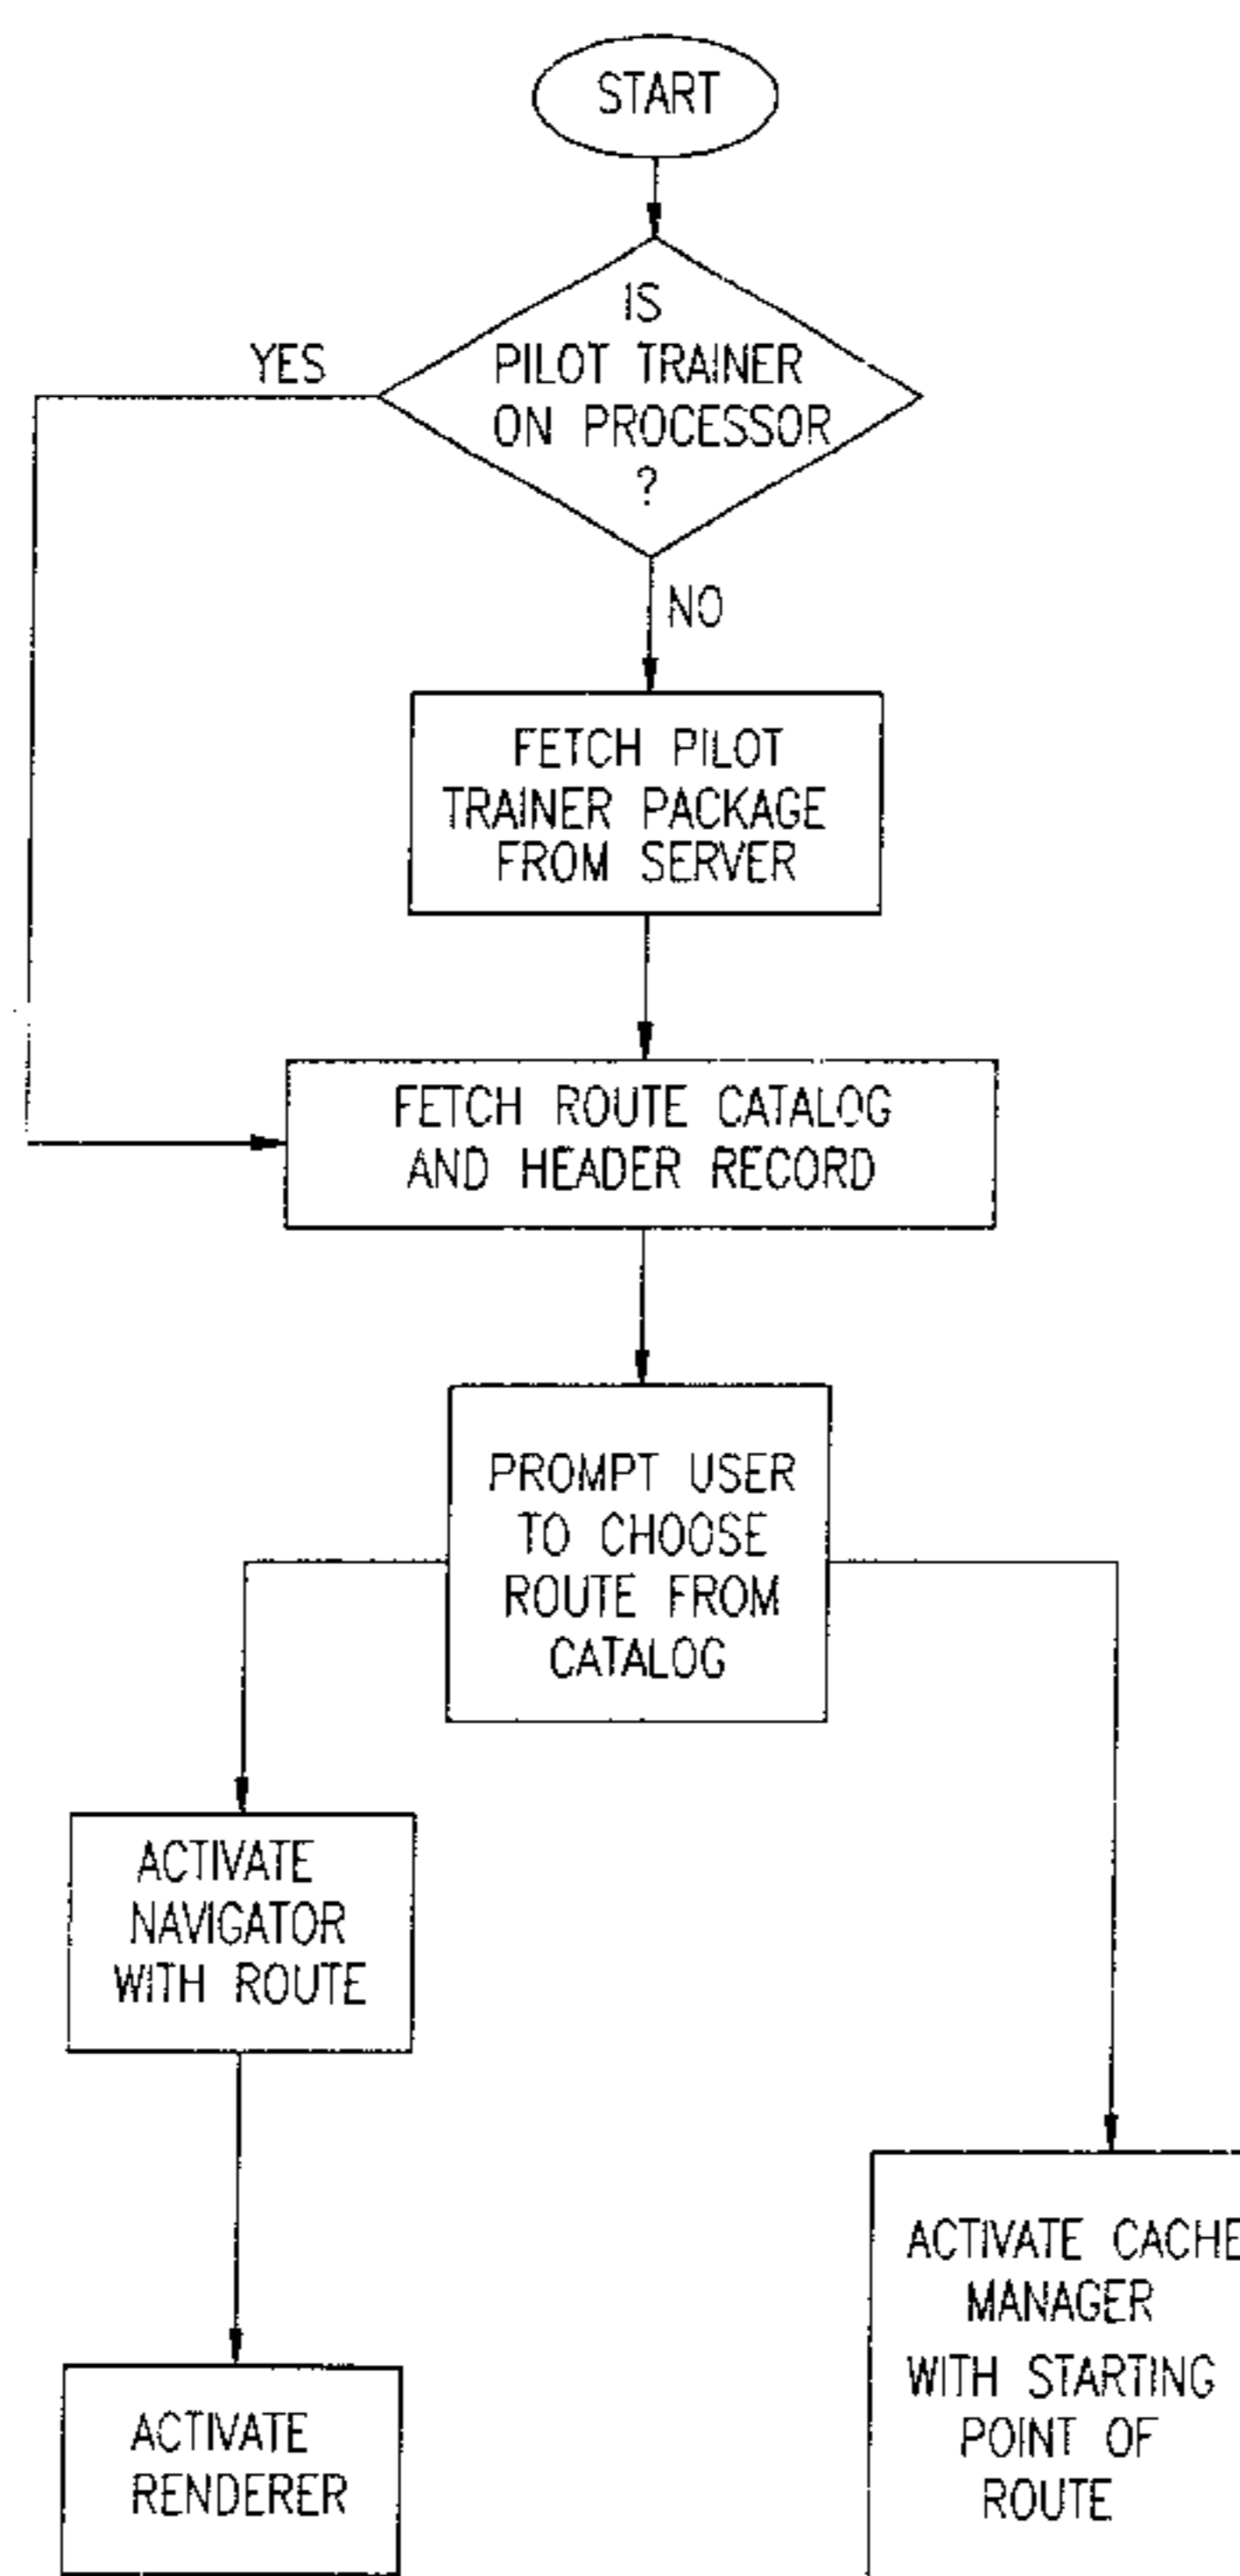 START
IS
YES
PILOT TRAINER
ON PROCESSOR
?
NO
FETCH PILOT
TRAINER PACKAGE
FROM SERVER
FETCH ROUTE CATALOG
AND HEADER RECORD
PROMPT USER
TO CHOOSE
ROUTE FROM
CATALOG
ACTIVATE
NAVIGATOR
WITH ROUTE
ACTIVATE
RENDERER
ACTIVATE CACHE
MANAGER
WITH STARTING
POINT OF
ROUTE